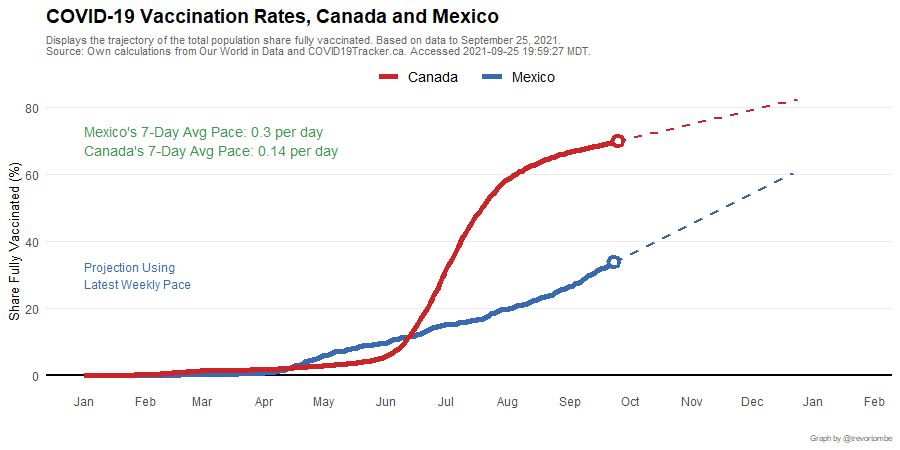 COVID-19 Vaccination Rates, Canada and Mexico
Displays the trajectory of the total population share fully vaccinated. Based on data to September 25, 2021.
Source: Own calculations from Our World in Data and COVID19Tracker.ca. Accessed 2021-09-25 19:59:27 MDT.
Canada Mexico
80
Mexico's 7-Day Avg Pace: 0.3 per day
Canada's 7-Day Avg Pace: 0.14 per day
60
Share Fully Vaccinated (%)
40
Projection Using
Latest Weekly Pace
20
0
Jan Feb Mar Apr May Jun Jul Aug Sep Oct Nov Dec Jan Feb
Graph by @trevortombe